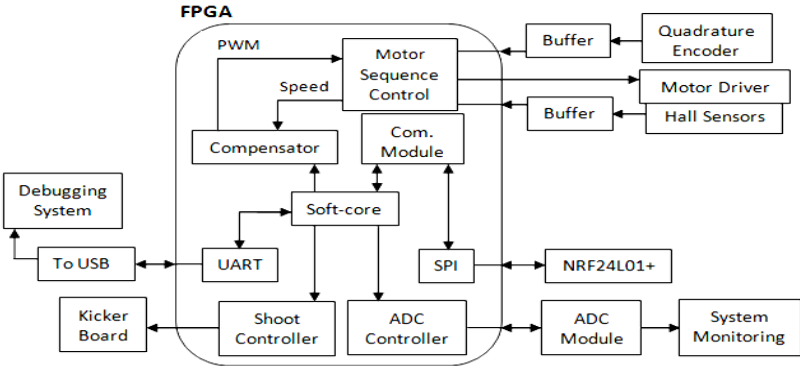 FPGA
PWM
Motor
Sequence
Control
Buffer
Quadrature
Encoder
Speed
Motor Driver
Buffer
Hall Sensors
Compensator
Com.
Module
Debugging
System
Soft-core
To USB
UART
SPI
NRF24L01+
Kicker
Board
Shoot
Controller
ADC
Controller
ADC
Module
System
Monitoring